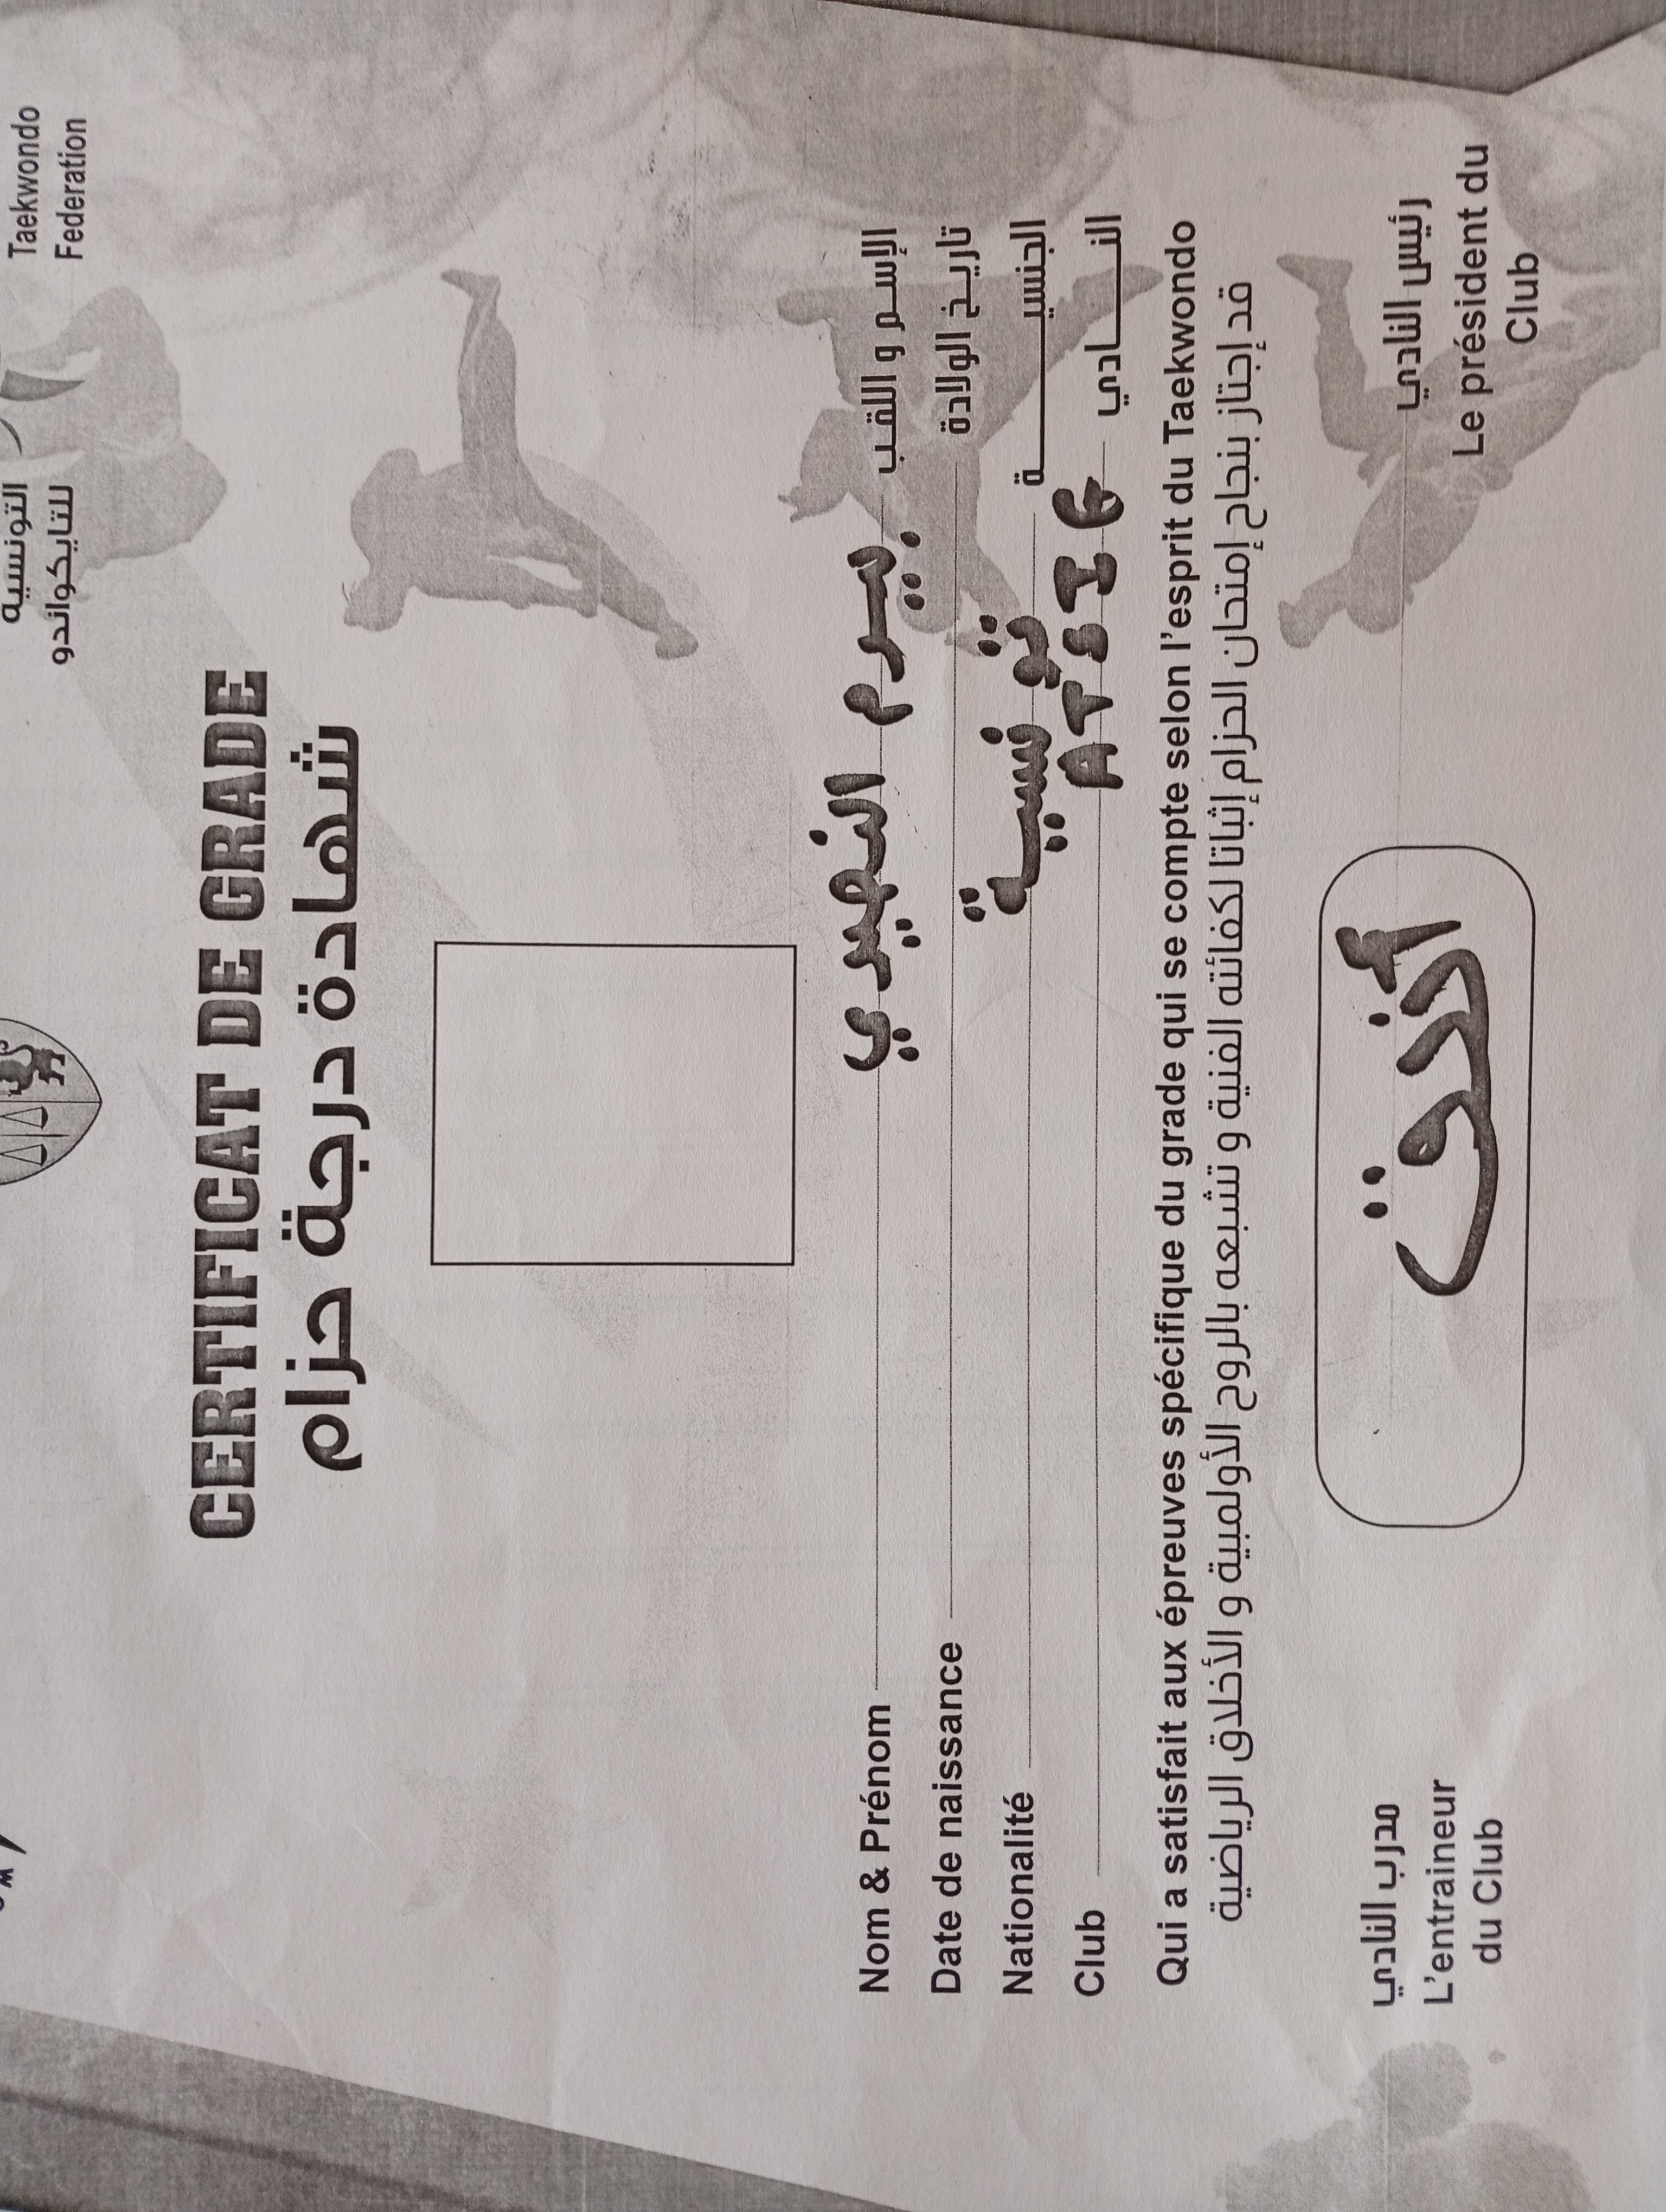 Taekwondo
Federation
التونسية
للتايكواندو
CERTIFICAT DE GRADE
شهادة درجة حزام
الإسم و اللقب
النهيري
Nom & Prénom
تاريخ الولادة
Date de naissance
الجنسية
تونسية
Nationalité
النادي
ATSIG
Club
Qui a satisfait aux épreuves spécifique du grade qui se compte selon l'esprit du Taekwondo
قد إجتاز بنجاح إمتحان الحزام إثباتا لكفائته الفنية و تشبعه بالروح الأولمبية و الأخلاق الرياضية
رئيس النادي
Le président du
Club
أزرق
مدرب النادي
L'entraineur
du Club